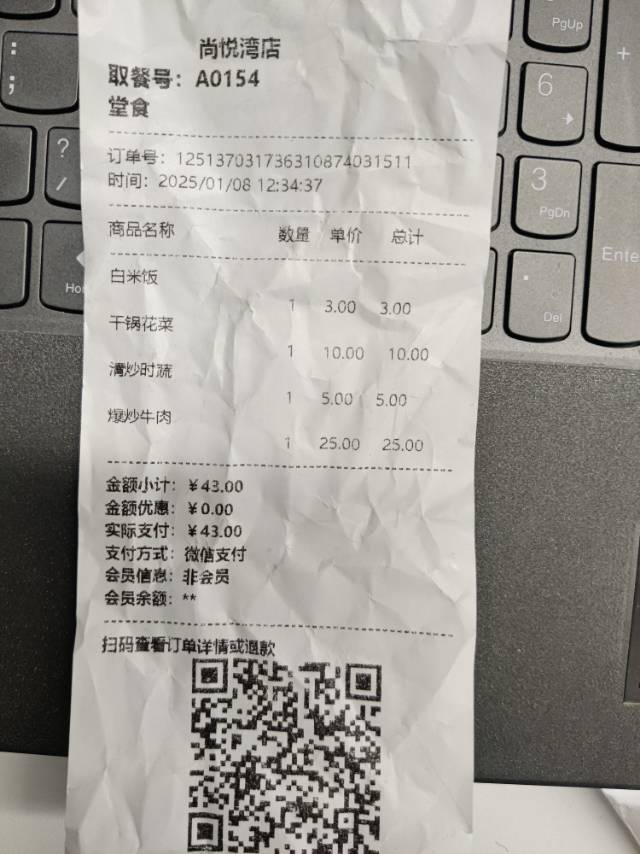 尚悦湾店
取餐号：A0154
堂食
订单号：125137031736310874031511
时间：2025/01/08 12:34:37
商品名称 数量 单价 总计
白米饭
1 3.00 3.00
干锅花菜
1 10.00 10.00
清炒时蔬
1 5.00 5.00
爆炒牛肉
1 25.00 25.00
金额小计：￥43.00
金额优惠：￥0.00
实际支付：￥43.00
支付方式：微信支付
会员信息：非会员
会员余额：**
扫码查看订单详情或退款
PgUp
+
:
;
6
?
/
3
PgDn
Enter
Del